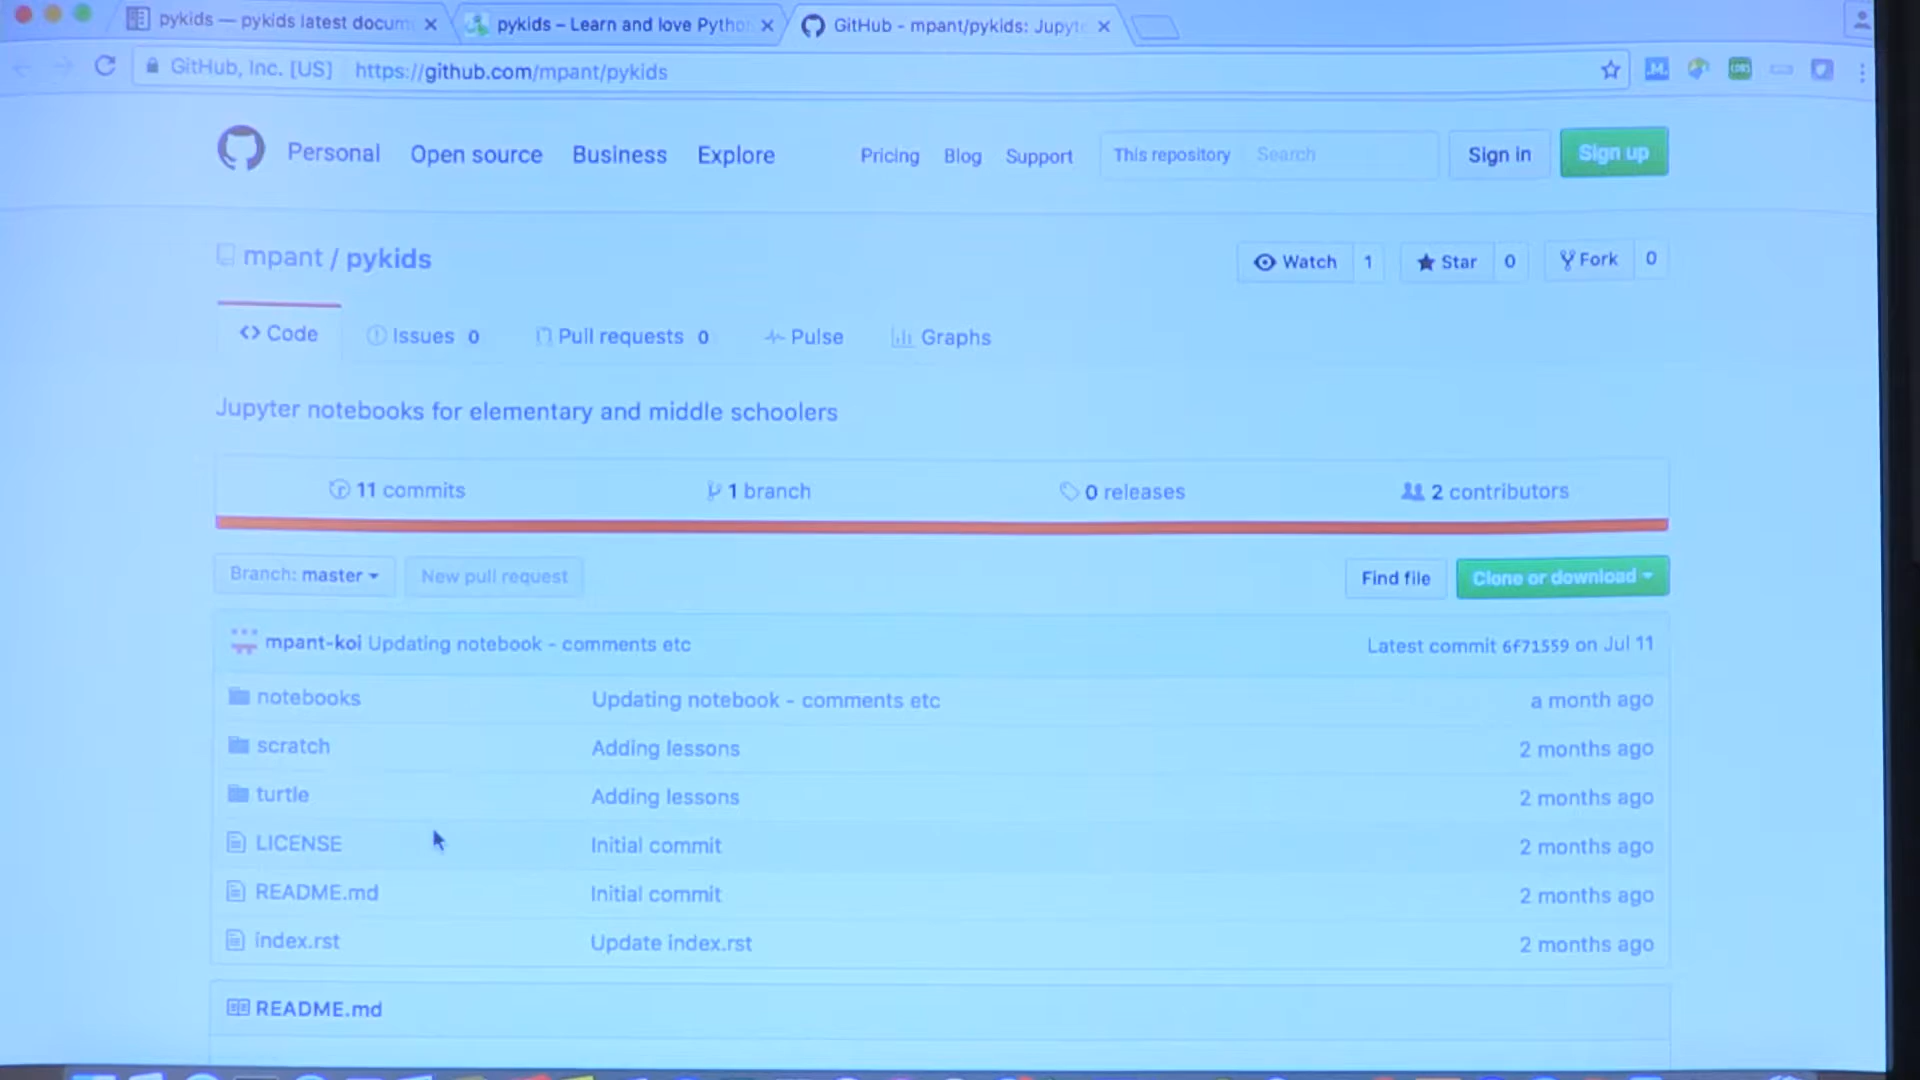 pykids — pykids latest docum
pykids – Learn and love Pytho
GitHub - mpant/pykids: Jupyt
GitHub, Inc. [US] https://github.com/mpant/pykids
Personal Open source Business Explore Pricing Blog Support This repository Search Sign in Sign up
mpant / pykids
Watch 1 Star 0 Fork 0
<> Code Issues 0 Pull requests 0 Pulse Graphs
Jupyter notebooks for elementary and middle schoolers
11 commits 1 branch 0 releases 2 contributors
Branch: master New pull request Find file Clone or download
mpant-koi Updating notebook - comments etc Latest commit 6f71559 on Jul 11
notebooks Updating notebook - comments etc a month ago
scratch Adding lessons 2 months ago
turtle Adding lessons 2 months ago
LICENSE Initial commit 2 months ago
README.md Initial commit 2 months ago
index.rst Update index.rst 2 months ago
README.md